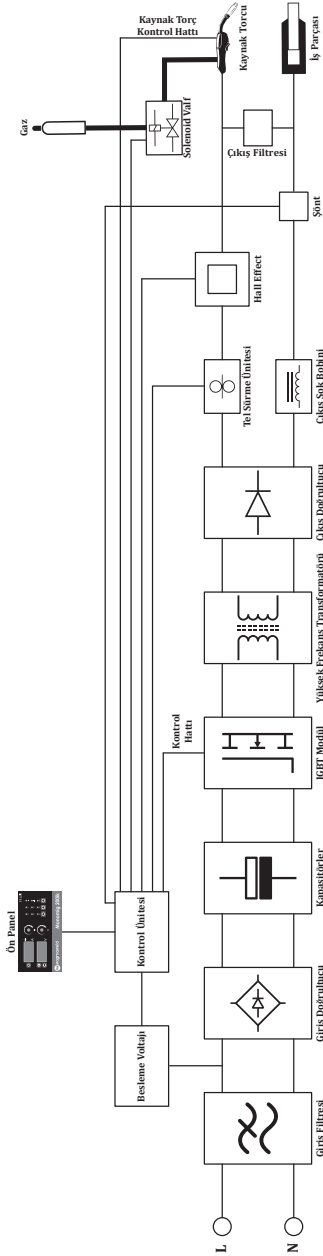 Ön Panel
Kontrol Ünitesi
Besleme Voltajı
Kontrol
Hattı
Gaz
Kaynak Torç
Kontrol Hattı
Solenoid Valf
Kaynak Torcu
İş Parçası
Çıkış Filtresi
Şönt
Hall Effect
Tel Sürme Ünitesi
Çıkış Şok Bobini
Çıkış Doğrultucu
Yüksek Frekans Transformatörü
IGBT Modül
Kapasitörler
Giriş Doğrultucu
Giriş Filtresi
L
N